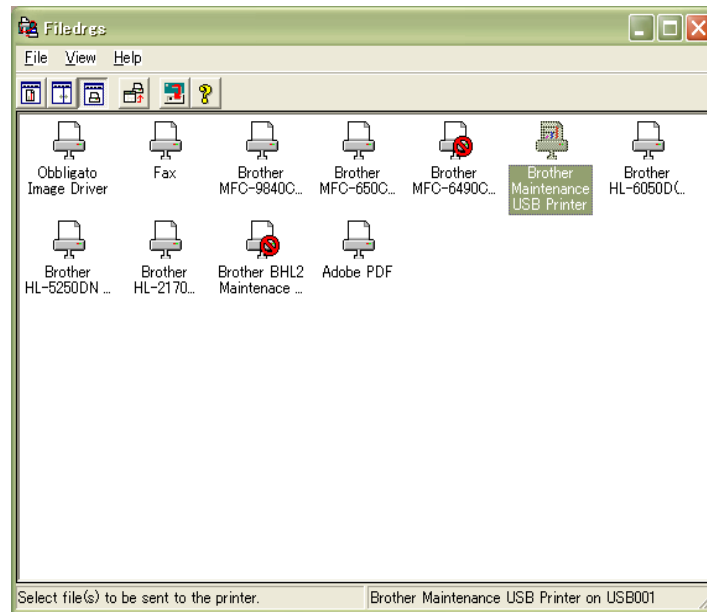 Filedrgs
File View Help
Obbligato
Image Driver
Fax
Brother
MFC-9840C...
Brother
MFC-650C...
Brother
MFC-6490C...
Brother
Maintenance
USB Printer
Brother
HL-6050D(...
Brother
HL-5250DN ...
Brother
HL-2170...
Brother BHL2
Maintenace ...
Adobe PDF
Select file(s) to be sent to the printer.
Brother Maintenance USB Printer on USB001